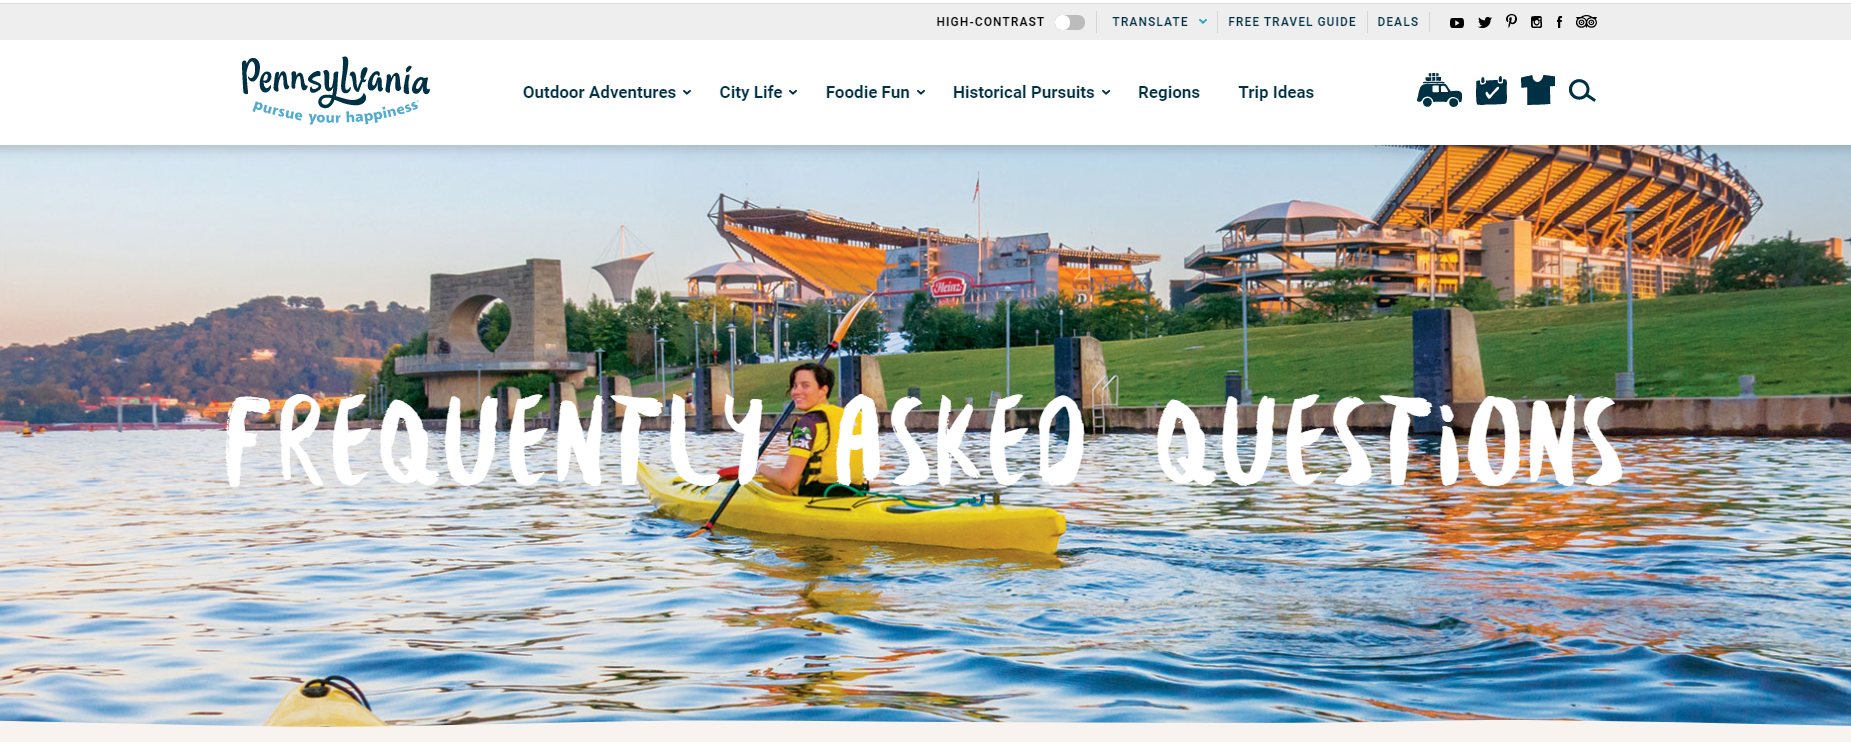 HIGH-CONTRAST TRANSLATE FREE TRAVEL GUIDE DEALS
Pennsylvania
pursue your happiness
Outdoor Adventures City Life Foodie Fun Historical Pursuits Regions Trip Ideas
Heinz
FREQUENTLY ASKED QUESTIONS